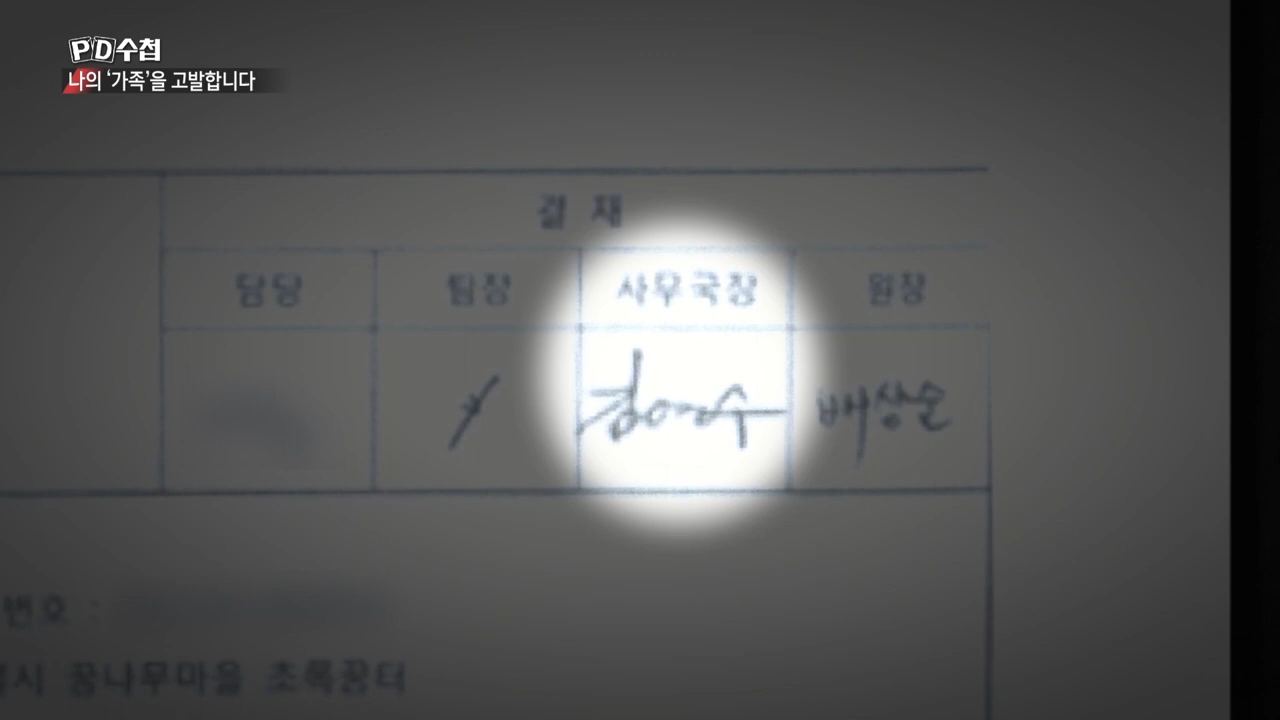 PD수첩
나의 '가족'을 고발합니다
결 재
담당 팀장 사무국장 원장
배상순
번호 :
시 꿈나무마을 초록꿈터